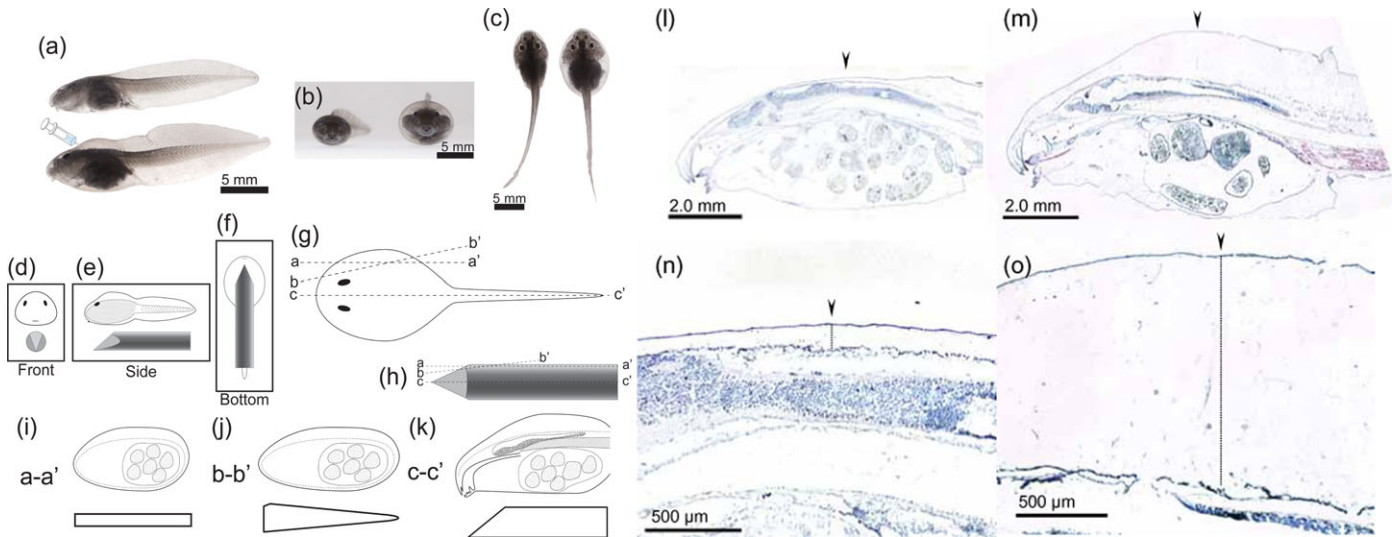 (a)
5 mm
(b)
5 mm
(c)
5 mm
(d)
Front
(e)
Side
(f)
Bottom
(g)
a a'
b b'
c c'
(h)
a a'
b b'
c c'
(i)
a-a'
(j)
b-b'
(k)
c-c'
(l)
2.0 mm
(m)
2.0 mm
(n)
500 µm
(o)
500 µm